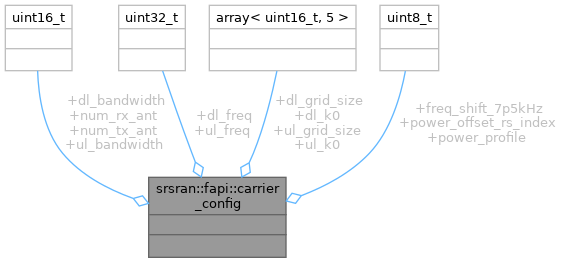 uint16_t
uint32_t
array< uint16_t, 5 >
uint8_t
+dl_bandwidth
+num_rx_ant
+num_tx_ant
+ul_bandwidth
+dl_freq
+ul_freq
+dl_grid_size
+dl_k0
+ul_grid_size
+ul_k0
+freq_shift_7p5kHz
+power_offset_rs_index
+power_profile
srsran::fapi::carrier
_config